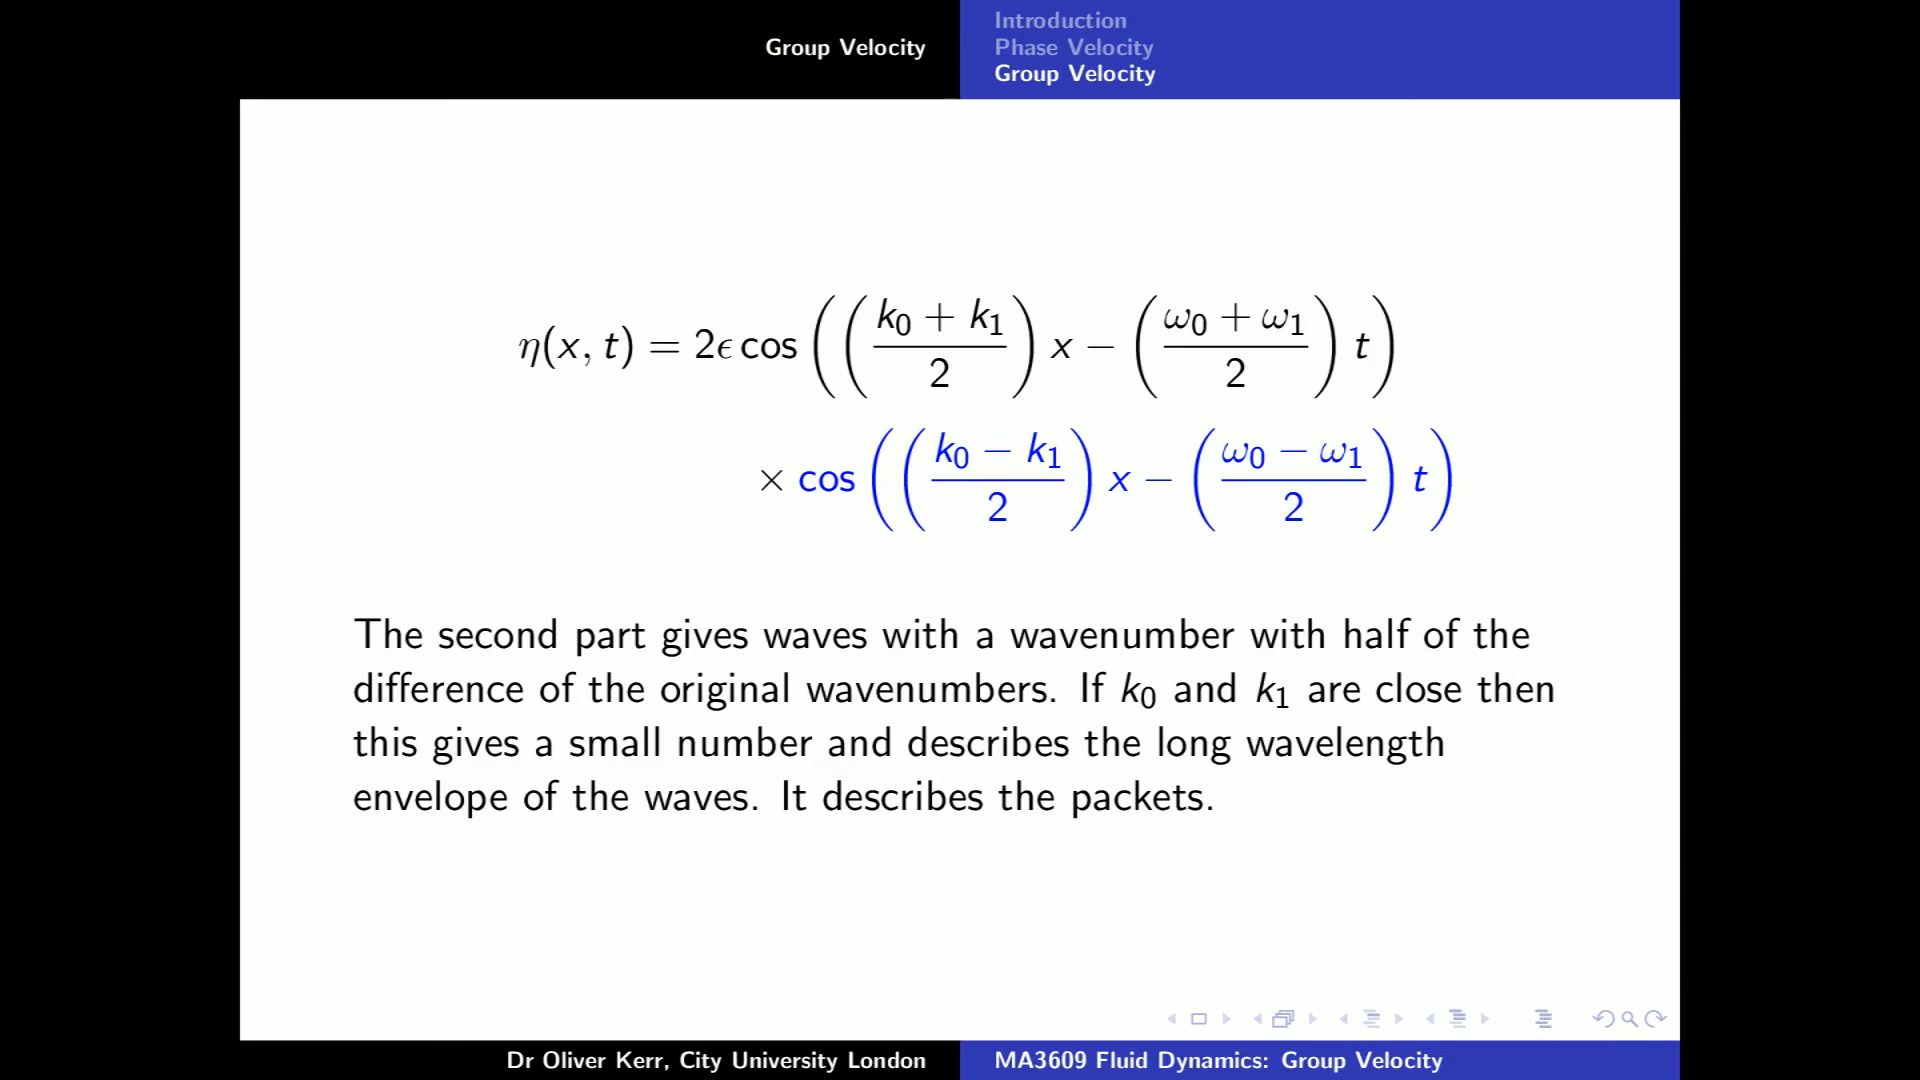 Group Velocity
Introduction
Phase Velocity
Group Velocity
η(x, t) = 2ϵ cos ( ( (k₀ + k₁) / 2 ) x − ( (ω₀ + ω₁) / 2 ) t )
× cos ( ( (k₀ − k₁) / 2 ) x − ( (ω₀ − ω₁) / 2 ) t )
The second part gives waves with a wavenumber with half of the
difference of the original wavenumbers. If k₀ and k₁ are close then
this gives a small number and describes the long wavelength
envelope of the waves. It describes the packets.
Dr Oliver Kerr, City University London
MA3609 Fluid Dynamics: Group Velocity